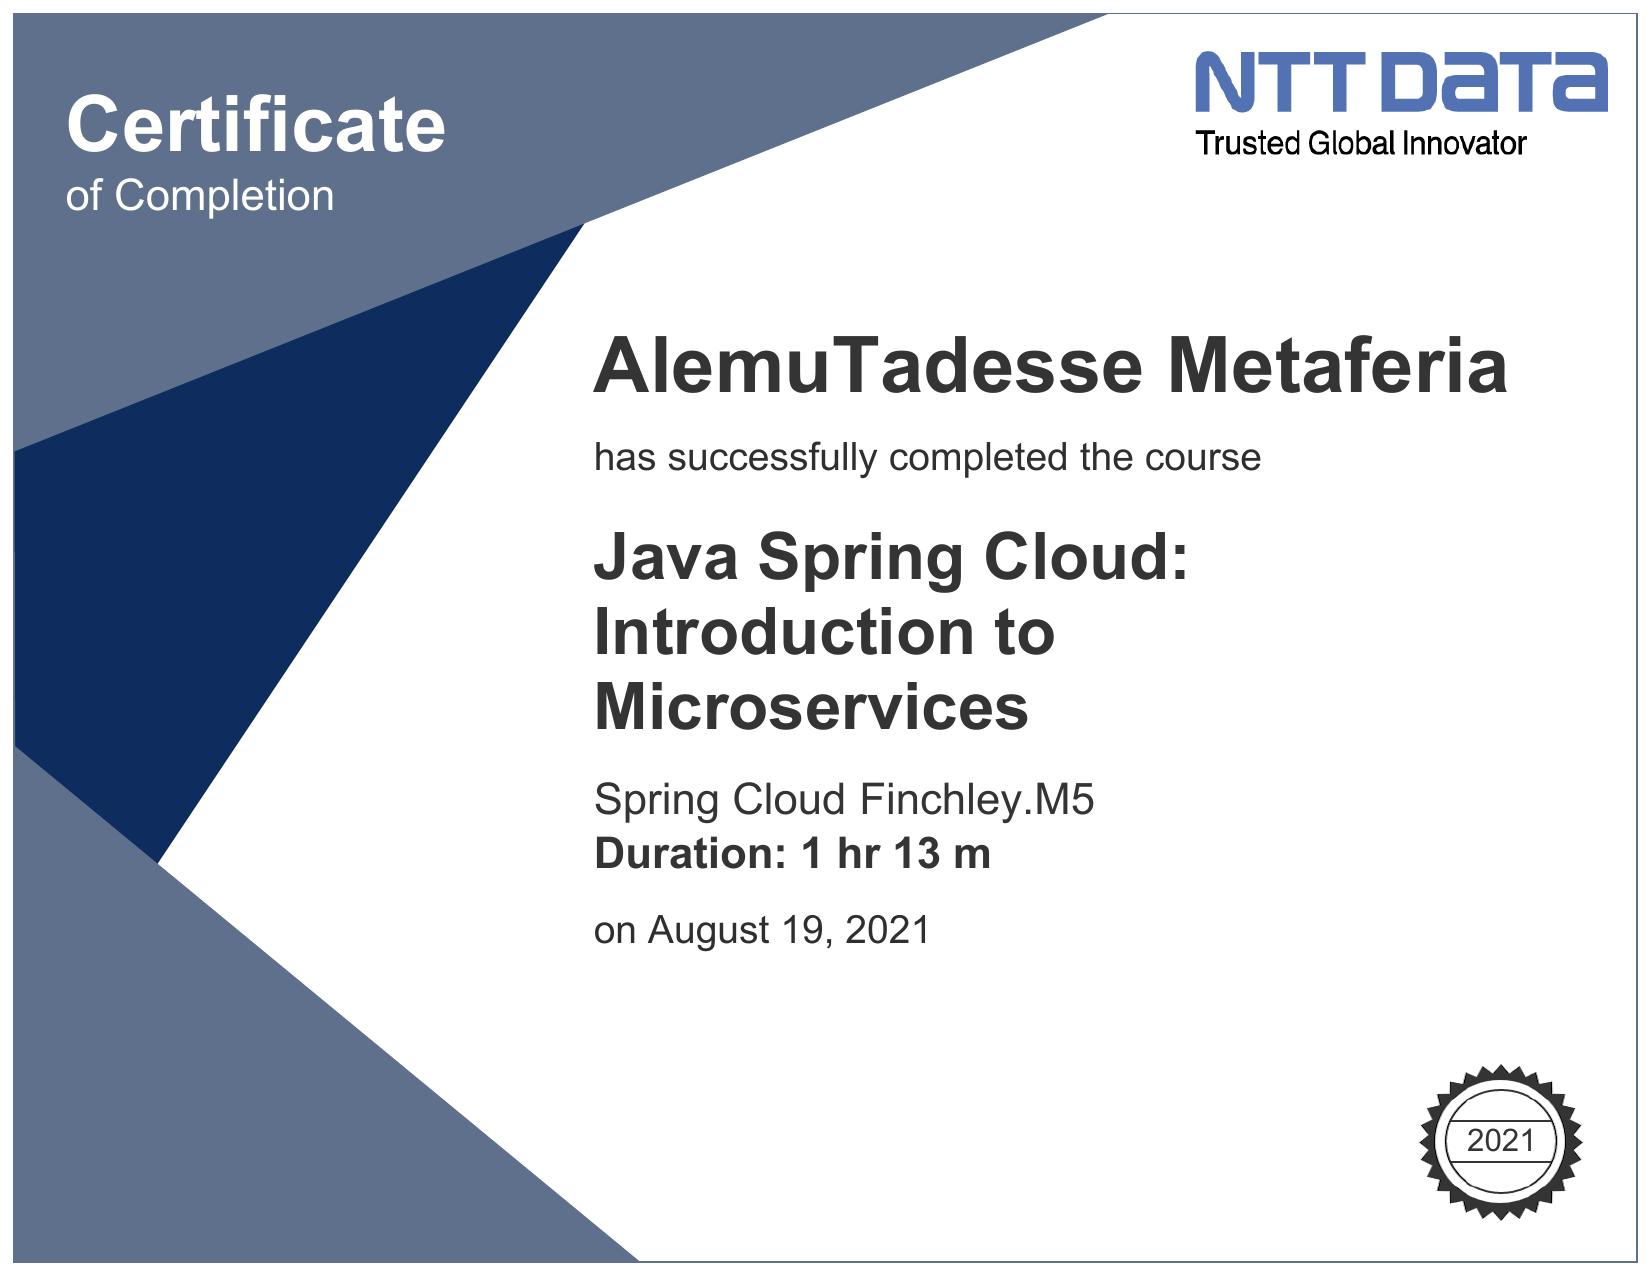 Certificate
of Completion
NTT DATA
Trusted Global Innovator
AlemuTadesse Metaferia
has successfully completed the course
Java Spring Cloud:
Introduction to
Microservices
Spring Cloud Finchley.M5
Duration: 1 hr 13 m
on August 19, 2021
2021